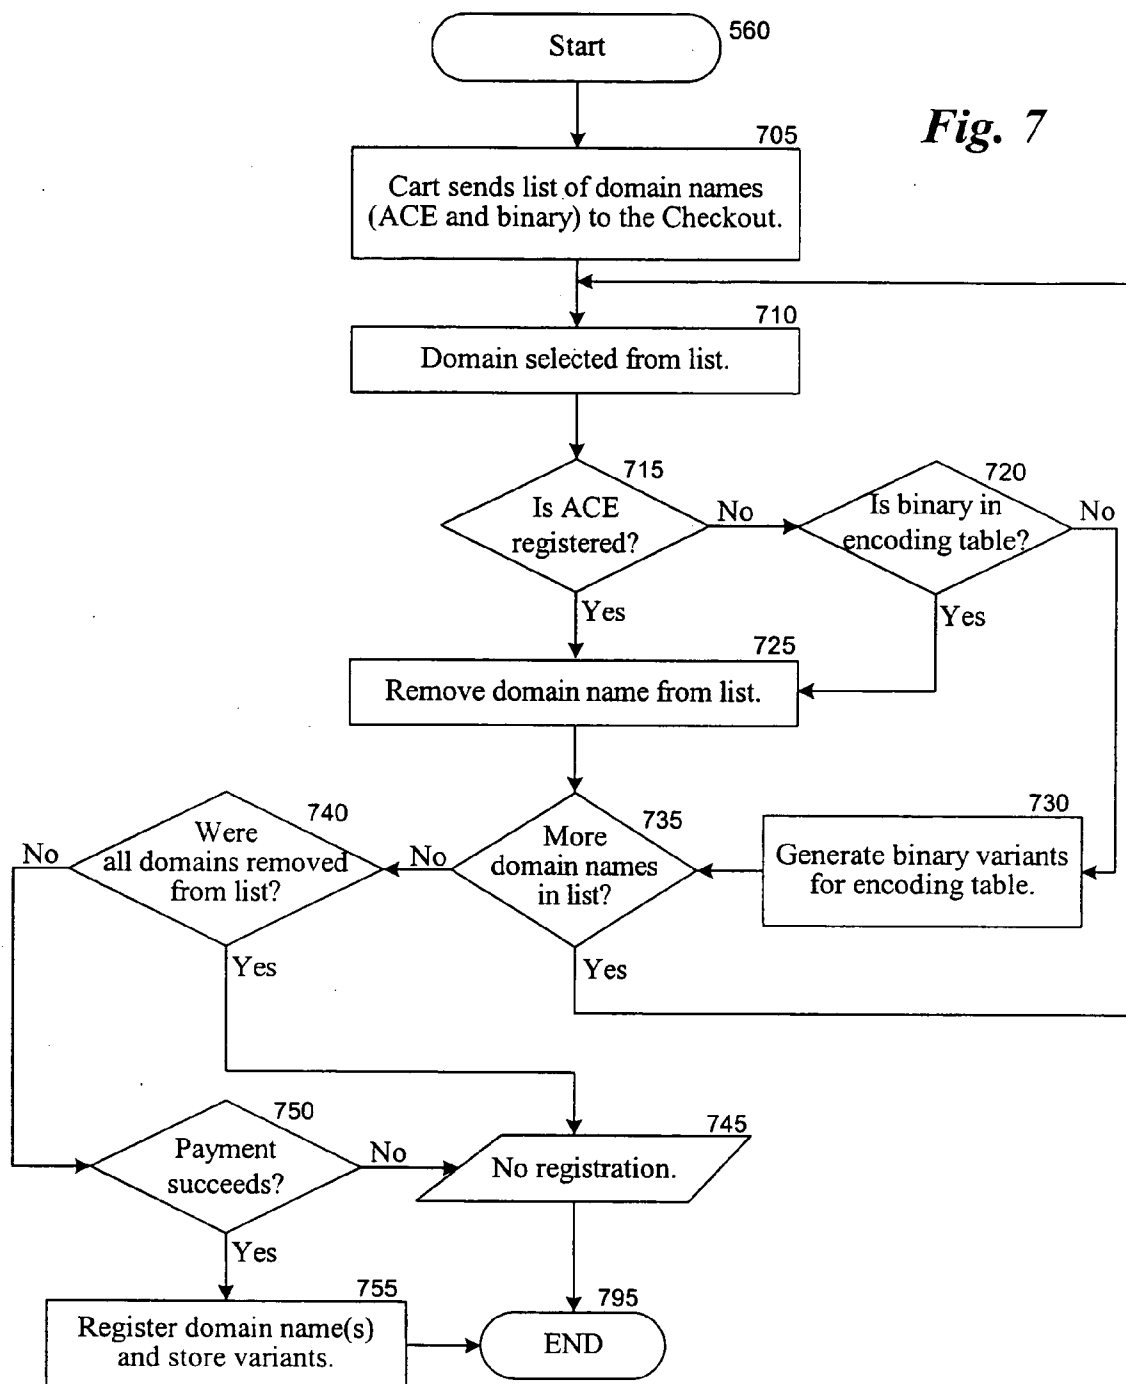 Start
560
Fig. 7
705
Cart sends list of domain names
(ACE and binary) to the Checkout.
710
Domain selected from list.
715
Is ACE
registered?
No
720
Is binary in
encoding table?
No
Yes
Yes
725
Remove domain name from list.
740
Were
all domains removed
from list?
No
Yes
735
More
domain names
in list?
No
Yes
730
Generate binary variants
for encoding table.
750
Payment
succeeds?
No
Yes
745
No registration.
755
Register domain name(s)
and store variants.
795
END